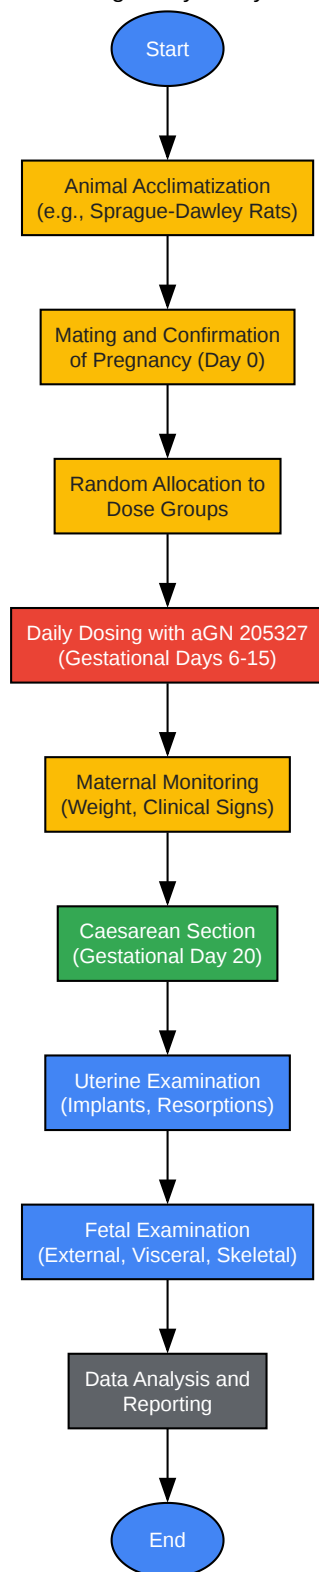 Start
Animal Acclimatization
(e.g., Sprague-Dawley Rats)
Mating and Confirmation
of Pregnancy (Day 0)
Random Allocation to
Dose Groups
Daily Dosing with aGN 205327
(Gestational Days 6-15)
Maternal Monitoring
(Weight, Clinical Signs)
Caesarean Section
(Gestational Day 20)
Uterine Examination
(Implants, Resorptions)
Fetal Examination
(External, Visceral, Skeletal)
Data Analysis and
Reporting
End